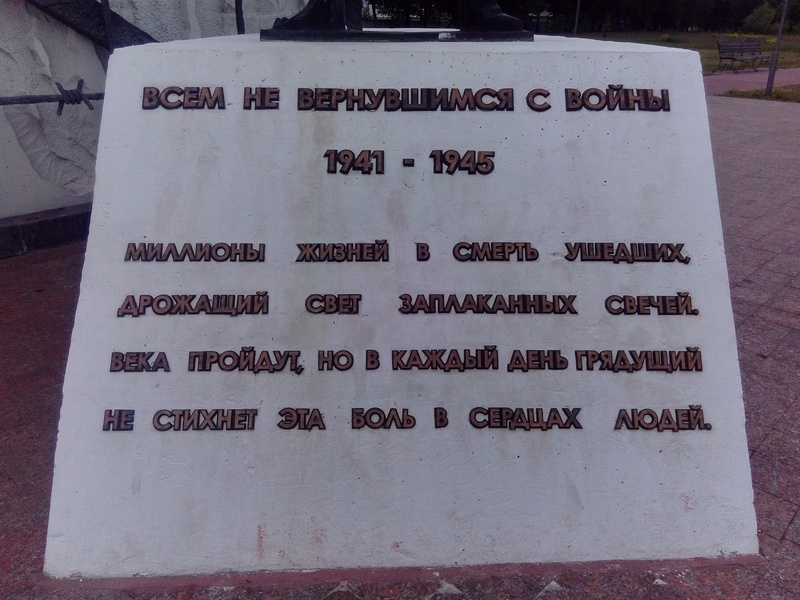 ВСЕМ НЕ ВЕРНУВШИМСЯ С ВОЙНЫ
1941 - 1945
МИЛЛИОНЫ ЖИЗНЕЙ В СМЕРТЬ УШЕДШИХ,
ДРОЖАЩИЙ СВЕТ ЗАПЛАКАННЫХ СВЕЧЕЙ.
ВЕКА ПРОЙДУТ, НО В КАЖДЫЙ ДЕНЬ ГРЯДУЩИЙ
НЕ СТИХНЕТ ЭТА БОЛЬ В СЕРДЦАХ ЛЮДЕЙ.